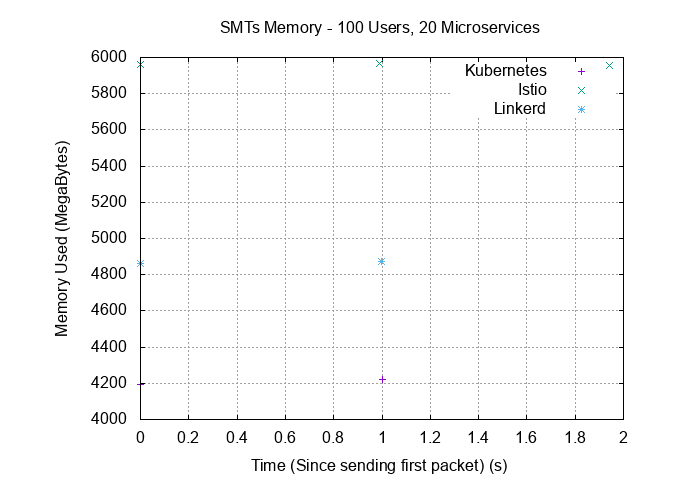 SMTs Memory - 100 Users, 20 Microservices
6000
5800
5600
5400
5200
5000
4800
4600
4400
4200
4000
Memory Used (MegaBytes)
Kubernetes
Istio
Linkerd
0 0.2 0.4 0.6 0.8 1 1.2 1.4 1.6 1.8 2
Time (Since sending first packet) (s)